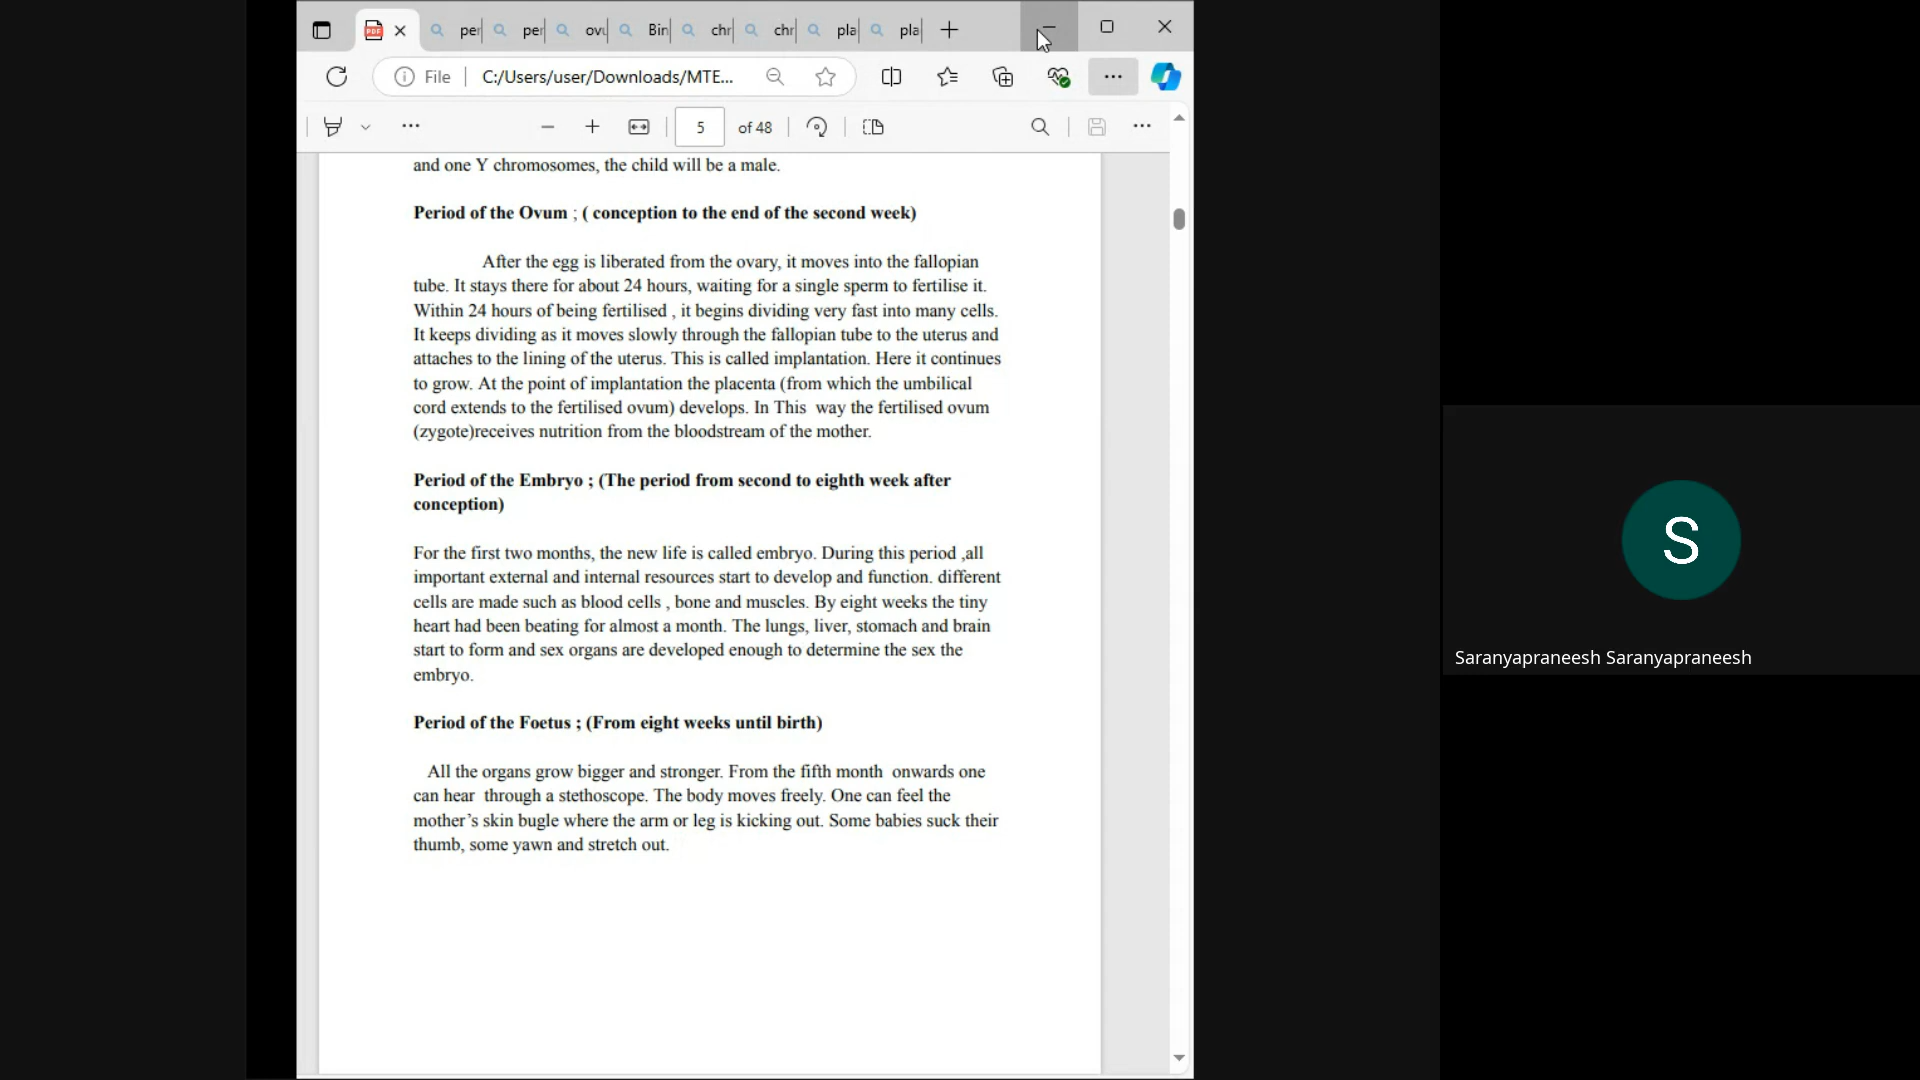 per
per
ovu
Bin
chr
chr
pla
pla
File
C:/Users/user/Downloads/MTE...
5
of 48
and one Y chromosomes, the child will be a male.
Period of the Ovum ; ( conception to the end of the second week)
After the egg is liberated from the ovary, it moves into the fallopian
tube. It stays there for about 24 hours, waiting for a single sperm to fertilise it.
Within 24 hours of being fertilised , it begins dividing very fast into many cells.
It keeps dividing as it moves slowly through the fallopian tube to the uterus and
attaches to the lining of the uterus. This is called implantation. Here it continues
to grow. At the point of implantation the placenta (from which the umbilical
cord extends to the fertilised ovum) develops. In This  way the fertilised ovum
(zygote)receives nutrition from the bloodstream of the mother.
Period of the Embryo ; (The period from second to eighth week after
conception)
For the first two months, the new life is called embryo. During this period ,all
important external and internal resources start to develop and function. different
cells are made such as blood cells , bone and muscles. By eight weeks the tiny
heart had been beating for almost a month. The lungs, liver, stomach and brain
start to form and sex organs are developed enough to determine the sex the
embryo.
Period of the Foetus ; (From eight weeks until birth)
All the organs grow bigger and stronger. From the fifth month  onwards one
can hear  through a stethoscope. The body moves freely. One can feel the
mother’s skin bugle where the arm or leg is kicking out. Some babies suck their
thumb, some yawn and stretch out.
S
Saranyapraneesh Saranyapraneesh